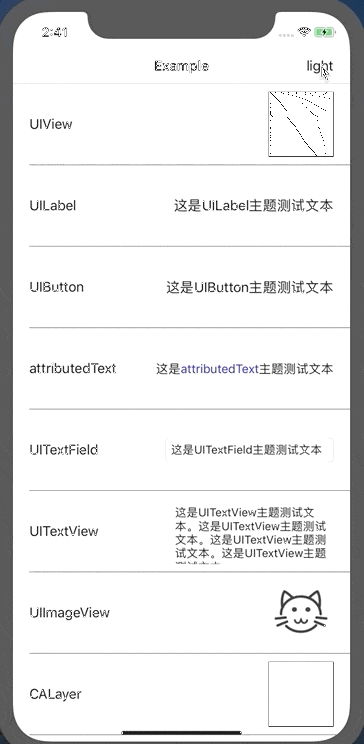 2:41
Example
light
UIView
UILabel
这是UILabel主题测试文本
UIButton
这是UIButton主题测试文本
attributedText
这是attributedText主题测试文本
UITextField
这是UITextField主题测试文本
UITextView
这是UITextView主题测试文
本。这是UITextView主题测
试文本。这是UITextView主
题测试文本。这是UITextView主题
UIImageView
CALayer